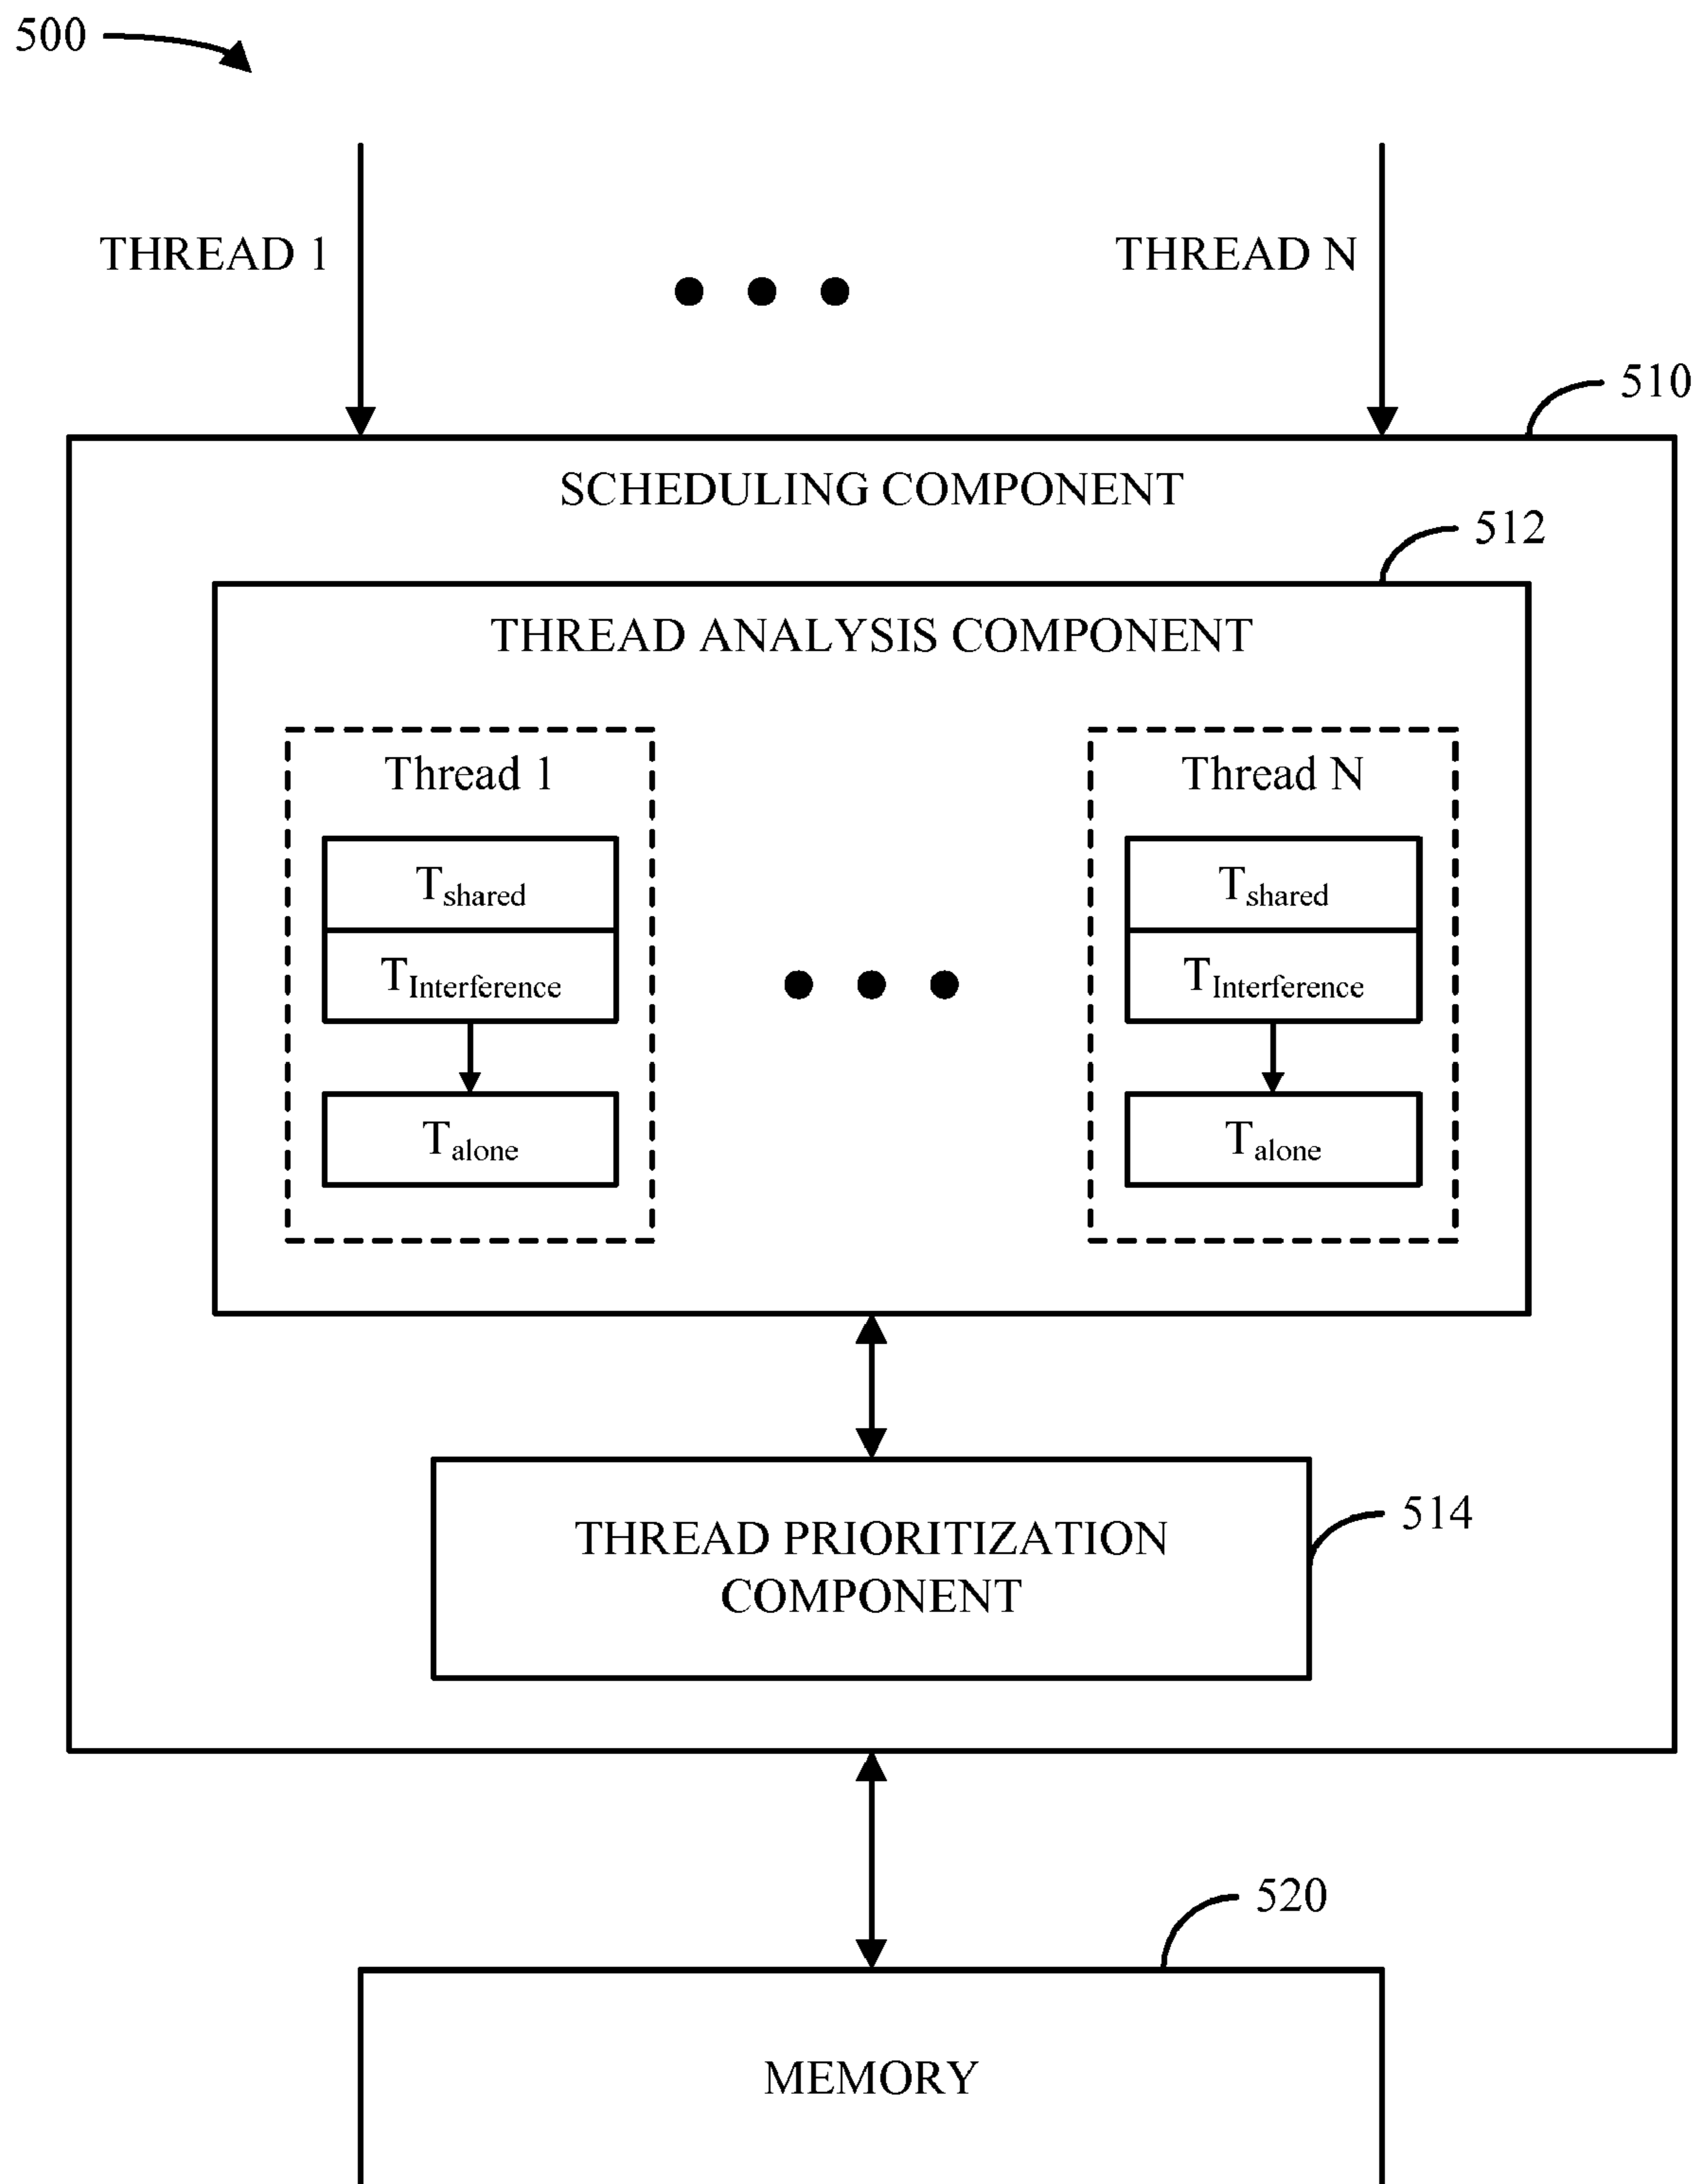 500
THREAD 1
THREAD N
510
SCHEDULING COMPONENT
512
THREAD ANALYSIS COMPONENT
Thread 1
Thread N
Tshared
Tshared
TInterference
TInterference
Talone
Talone
THREAD PRIORITIZATION
COMPONENT
514
520
MEMORY